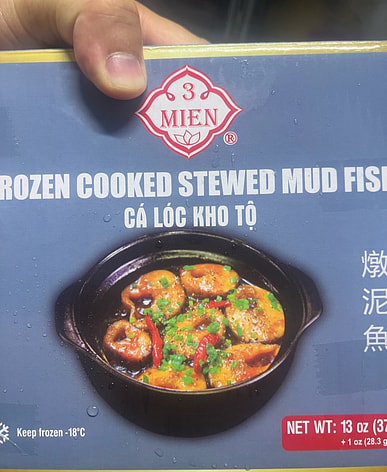 3
MIEN
®
ROZEN COOKED STEWED MUD FISH
CÁ LÓC KHO TỘ
燉
泥
魚
Keep frozen -18°C
NET WT: 13 oz (37
+ 1 oz (28.3 g